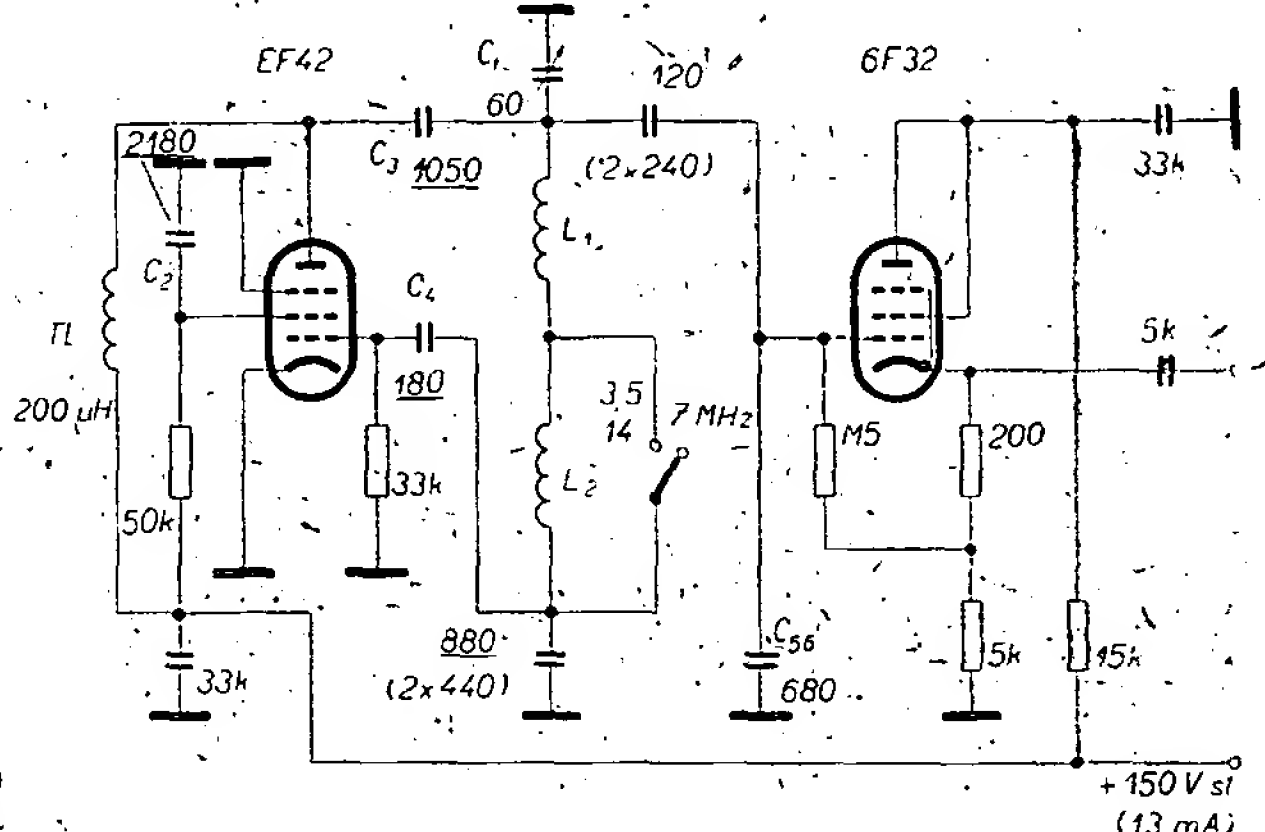 EF42
C₁
60
120
(2×240)
6F32
33k
2180
C₂
C₃ 1050
L₁
C₄
180
Tl
200 µH
50k
33k
33k
3,5
14
7 MHz
L₂
880
(2×440)
M5
200
5k
C56
680
5k
15k
+150 V st
(13 mA)